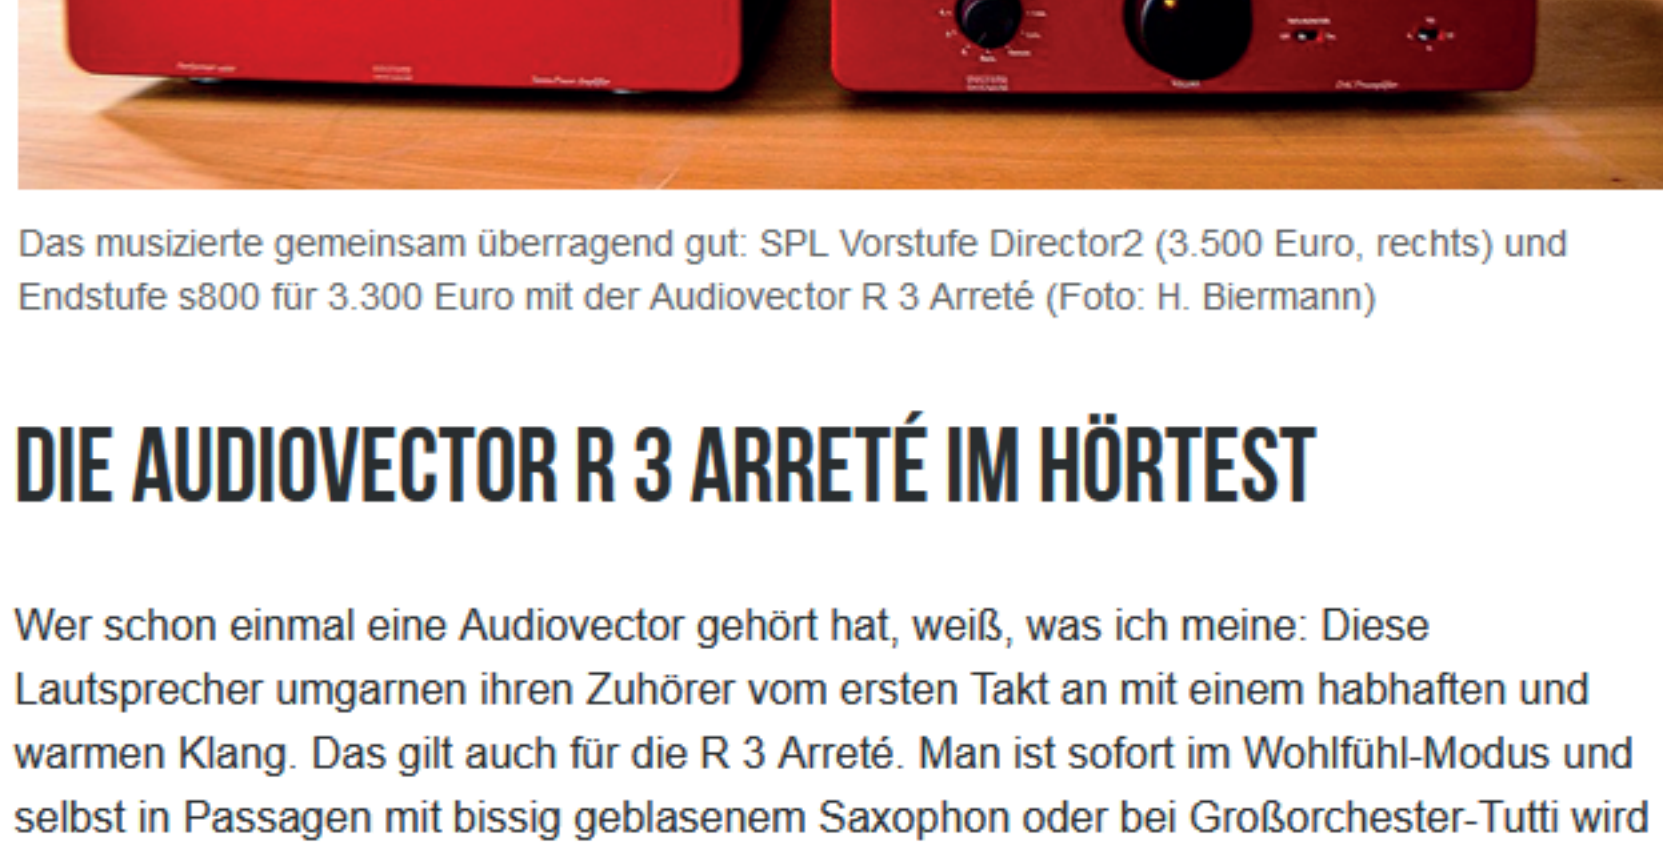 Das musizierte gemeinsam überragend gut: SPL Vorstufe Director2 (3.500 Euro, rechts) und
Endstufe s800 für 3.300 Euro mit der Audiovector R 3 Arreté (Foto: H. Biermann)
DIE AUDIOVECTOR R 3 ARRETÉ IM HÖRTEST
Wer schon einmal eine Audiovector gehört hat, weiß, was ich meine: Diese
Lautsprecher umgarnen ihren Zuhörer vom ersten Takt an mit einem habhaften und
warmen Klang. Das gilt auch für die R 3 Arreté. Man ist sofort im Wohlfühl-Modus und
selbst in Passagen mit bissig geblasenem Saxophon oder bei Großorchester-Tutti wird